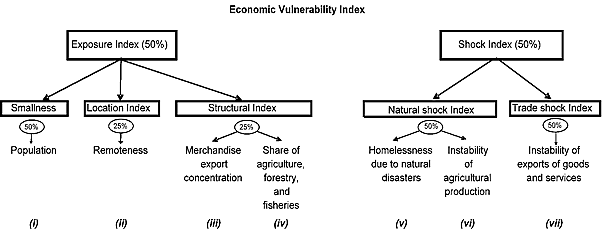 Economic Vulnerability Index
Exposure Index (50%)
Shock Index (50%)
Smallness
Location Index
Structural Index
Natural shock Index
Trade shock Index
50%
25%
25%
50%
50%
Population
Remoteness
Merchandise
export
concentration
Share of
agriculture,
forestry,
and
fisheries
Homelessness
due to natural
disasters
Instability
of
agricultural
production
Instability of
exports of goods
and services
(i)
(ii)
(iii)
(iv)
(v)
(vi)
(vii)